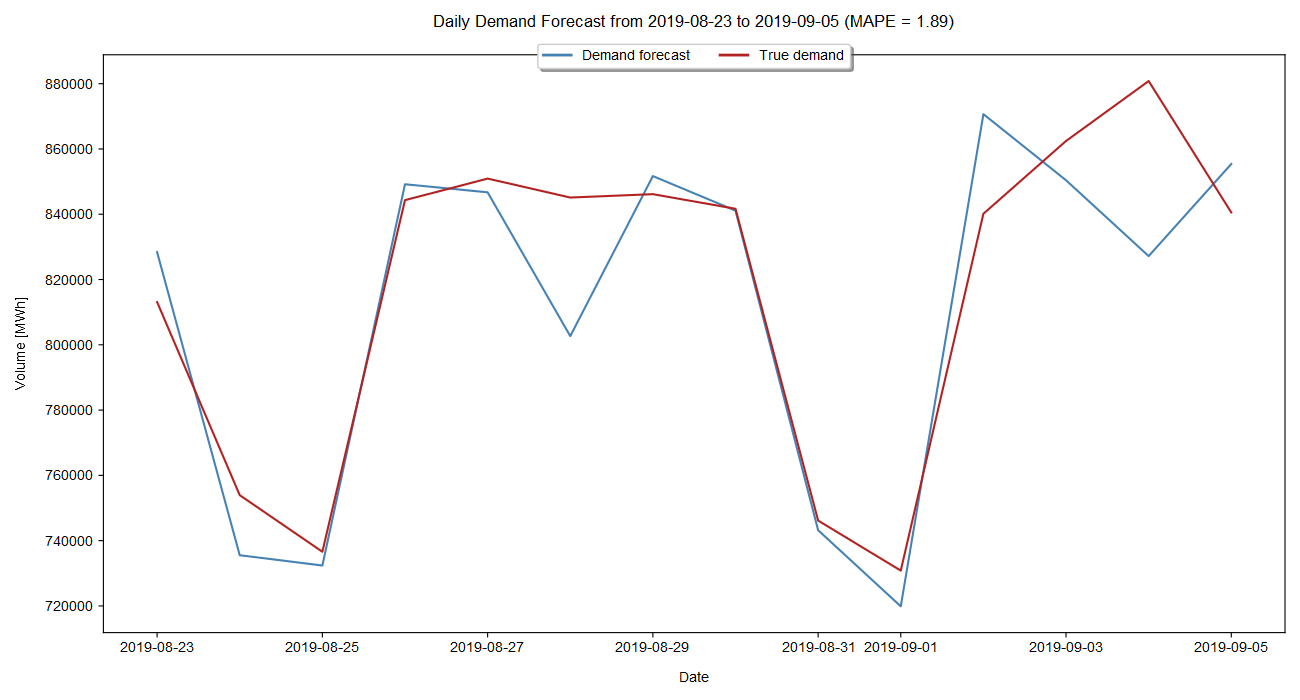 Daily Demand Forecast from 2019-08-23 to 2019-09-05 (MAPE = 1.89)
Demand forecast True demand
880000
860000
840000
820000
800000
780000
760000
740000
720000
Volume [MWh]
2019-08-23 2019-08-25 2019-08-27 2019-08-29 2019-08-31 2019-09-01 2019-09-03 2019-09-05
Date